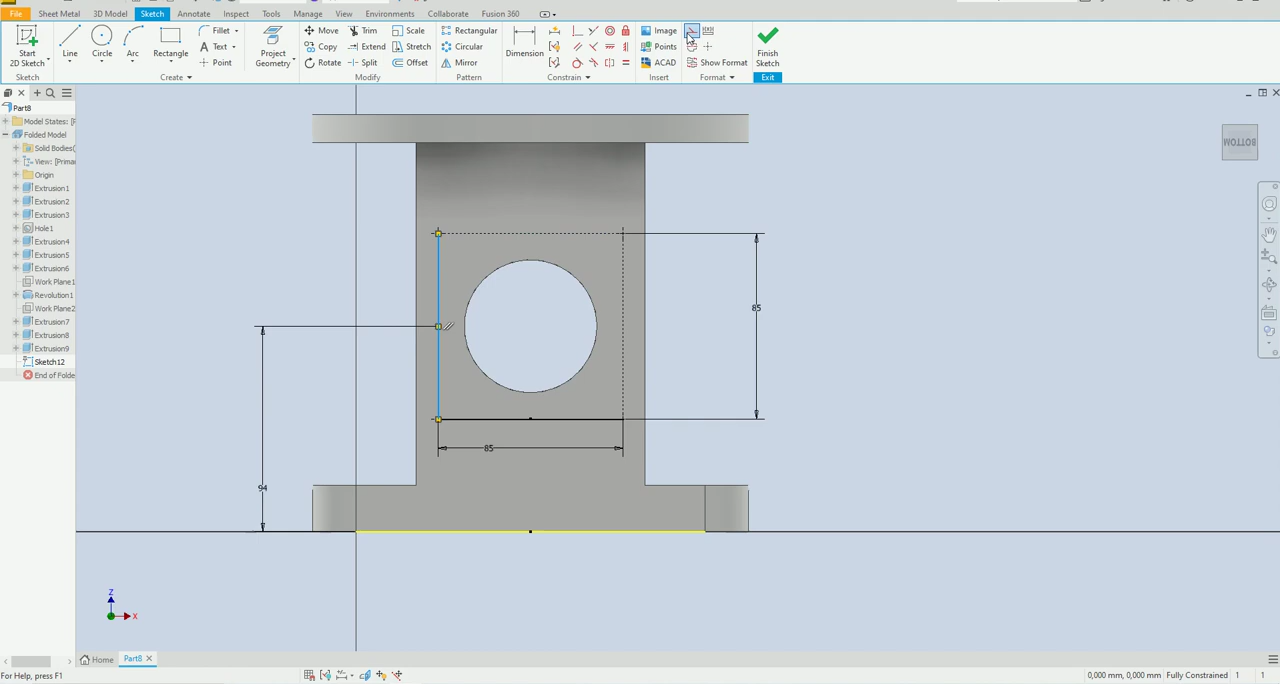 File Sheet Metal 3D Model Sketch Annotate Inspect Tools Manage View Environments Collaborate Fusion 360
Start
2D Sketch
Line
Circle
Arc
Rectangle
Fillet
Text
Point
Project
Geometry
Move
Copy
Rotate
Trim
Extend
Split
Scale
Stretch
Offset
Rectangular
Circular
Mirror
Dimension
Image
Points
ACAD
Show Format
Finish
Sketch
Sketch Create Modify Pattern Constrain Insert Format Exit
Part8
Model States: [P
Folded Model
Solid Bodies(
View: [Primar
Origin
Extrusion1
Extrusion2
Extrusion3
Hole1
Extrusion4
Extrusion5
Extrusion6
Work Plane1
Revolution1
Work Plane2
Extrusion7
Extrusion8
Extrusion9
Sketch12
End of Folde
BOTTOM
85
85
94
Z
X
Home Part8
For Help, press F1
0,000 mm, 0,000 mm Fully Constrained 1 1